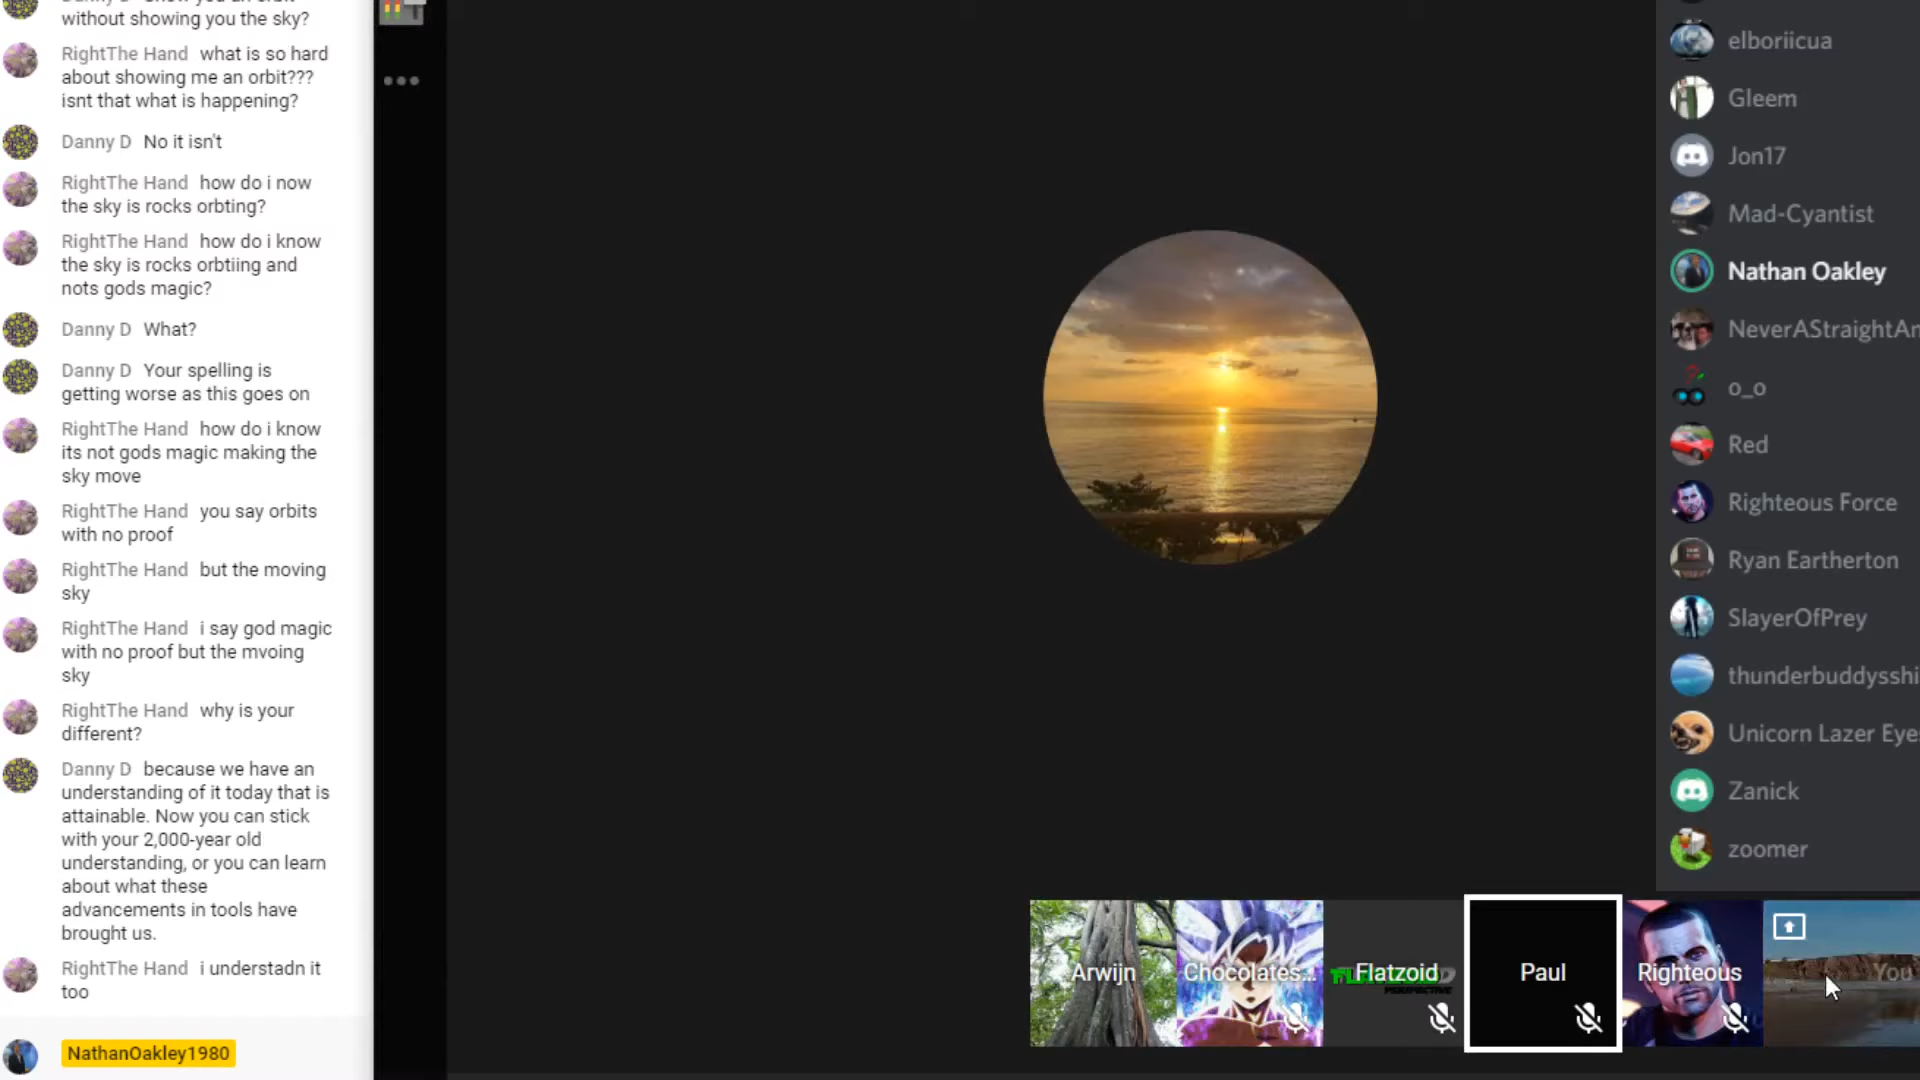 without showing you the sky?
RightThe Hand what is so hard
about showing me an orbit???
isnt that what is happening?
Danny D No it isn't
RightThe Hand how do i now
the sky is rocks orbting?
RightThe Hand how do i know
the sky is rocks orbtiing and
nots gods magic?
Danny D What?
Danny D Your spelling is
getting worse as this goes on
RightThe Hand how do i know
its not gods magic making the
sky move
RightThe Hand you say orbits
with no proof
RightThe Hand but the moving
sky
RightThe Hand i say god magic
with no proof but the mvoing
sky
RightThe Hand why is your
different?
Danny D because we have an
understanding of it today that is
attainable. Now you can stick
with your 2,000-year old
understanding, or you can learn
about what these
advancements in tools have
brought us.
RightThe Hand i understadn it
too
NathanOakley1980
elboriicua
Gleem
Jon17
Mad-Cyantist
Nathan Oakley
NeverAStraightAn
o_o
Red
Righteous Force
Ryan Eartherton
SlayerOfPrey
thunderbuddysshi
Unicorn Lazer Eye
Zanick
zoomer
Arwijn
Chocolates...
Flatzoid
Paul
Righteous
You